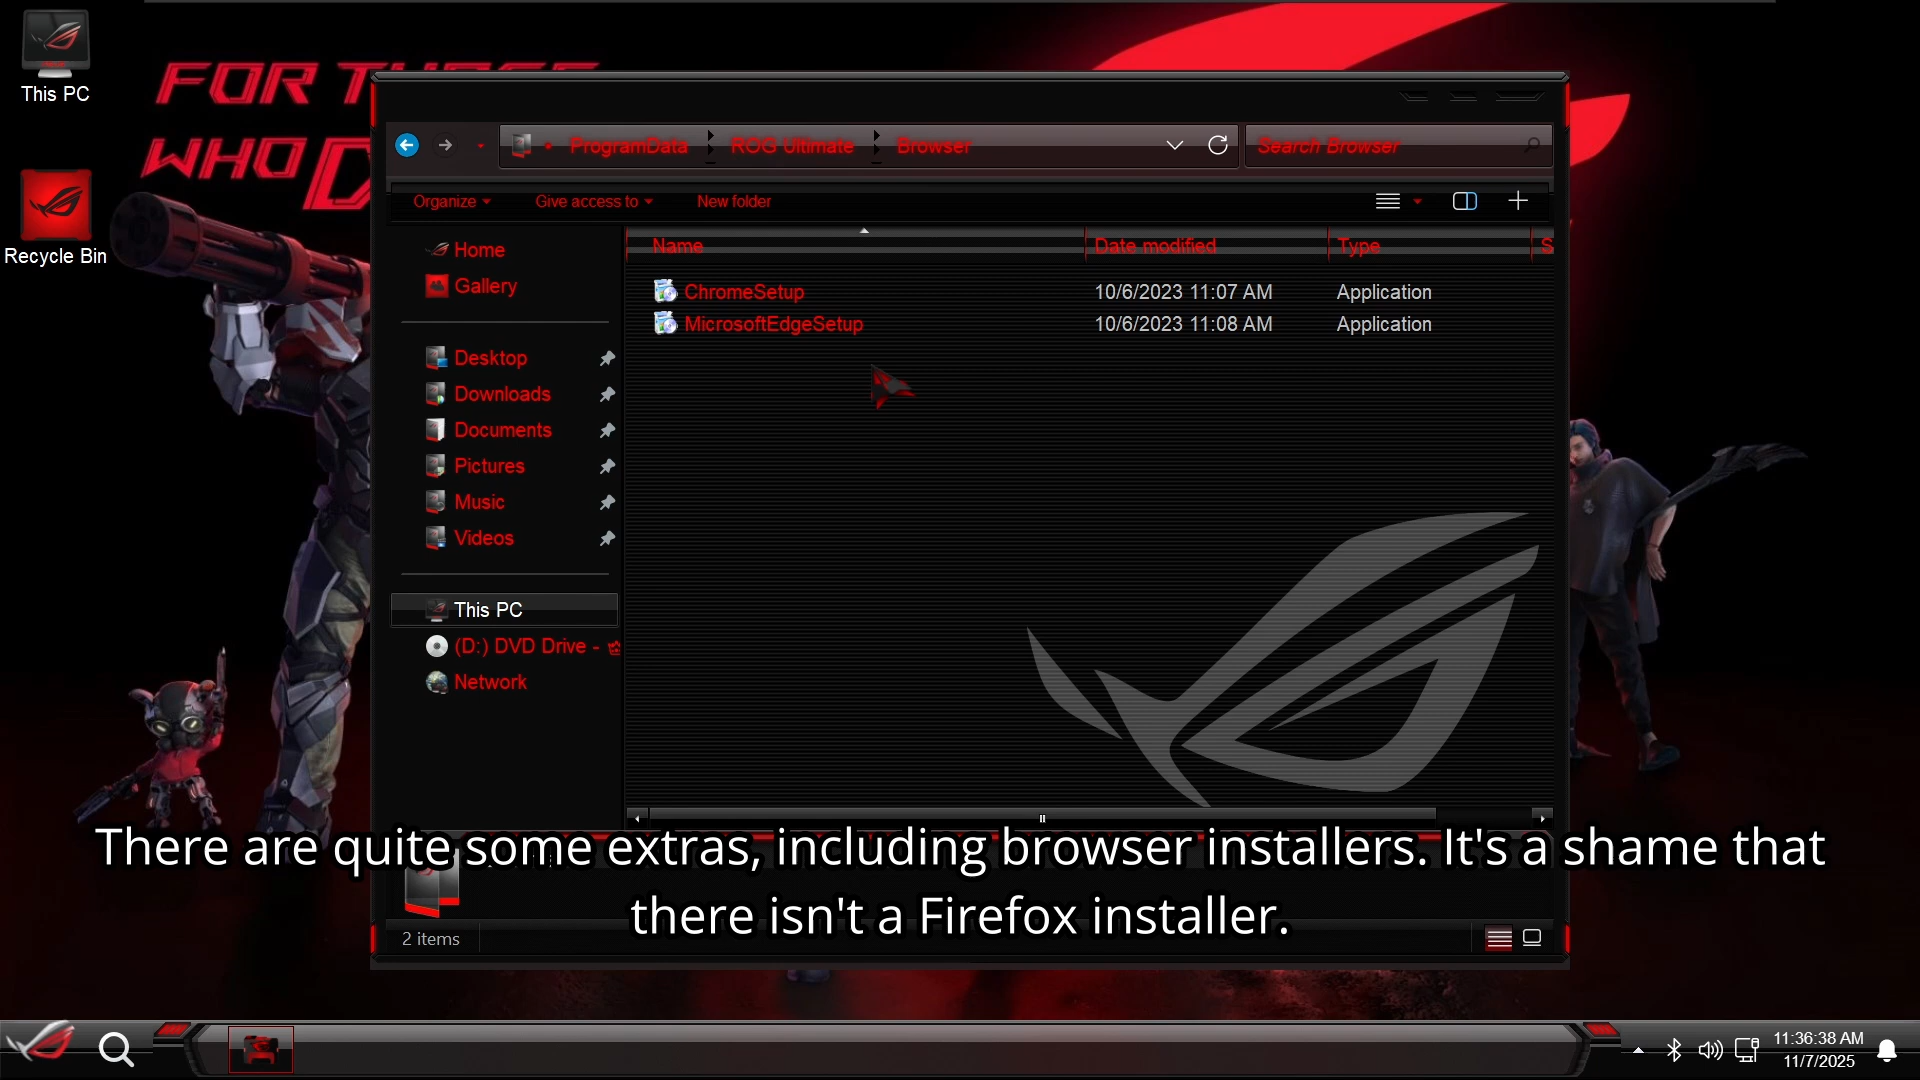 This PC
Recycle Bin
FOR THOSE
WHO D
ProgramData ROG Ultimate Browser
Search Browser
Organize Give access to New folder
Name Date modified Type S
Home
Gallery
Desktop
Downloads
Documents
Pictures
Music
Videos
This PC
(D:) DVD Drive -
Network
ChromeSetup 10/6/2023 11:07 AM Application
MicrosoftEdgeSetup 10/6/2023 11:08 AM Application
There are quite some extras, including browser installers. It's a shame that
there isn't a Firefox installer.
2 items
11:36:38 AM
11/7/2025